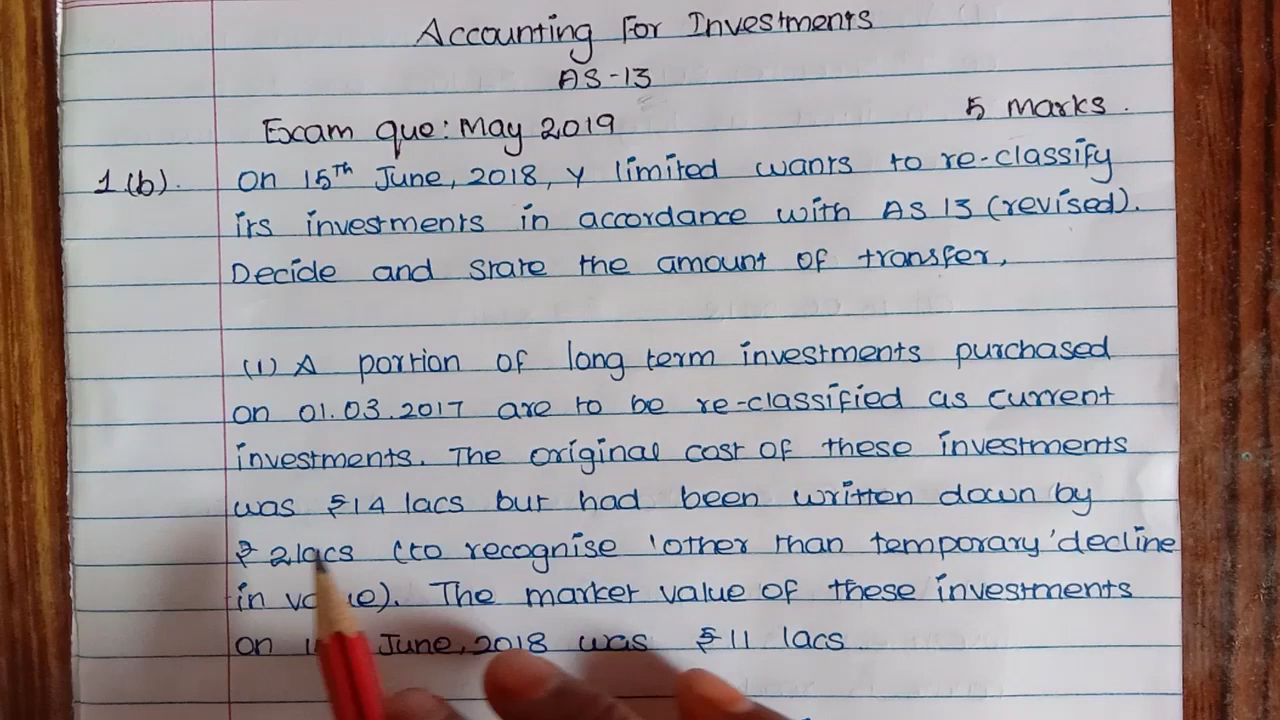 Accounting For Investments
AS-13
5 marks.
Exam que: May 2019
1(b). On 15th June, 2018, Y limited wants to re-classify
its investments in accordance with AS 13 (revised).
Decide and state the amount of transfer,
(1) A portion of long term investments purchased
on 01.03.2017 are to be re-classified as current
investments. The original cost of these investments
was ₹14 lacs but had been written down by
₹ 2 lacs (to recognise 'other than temporary' decline
in). The market value of these investments
on June, 2018 was ₹11 lacs